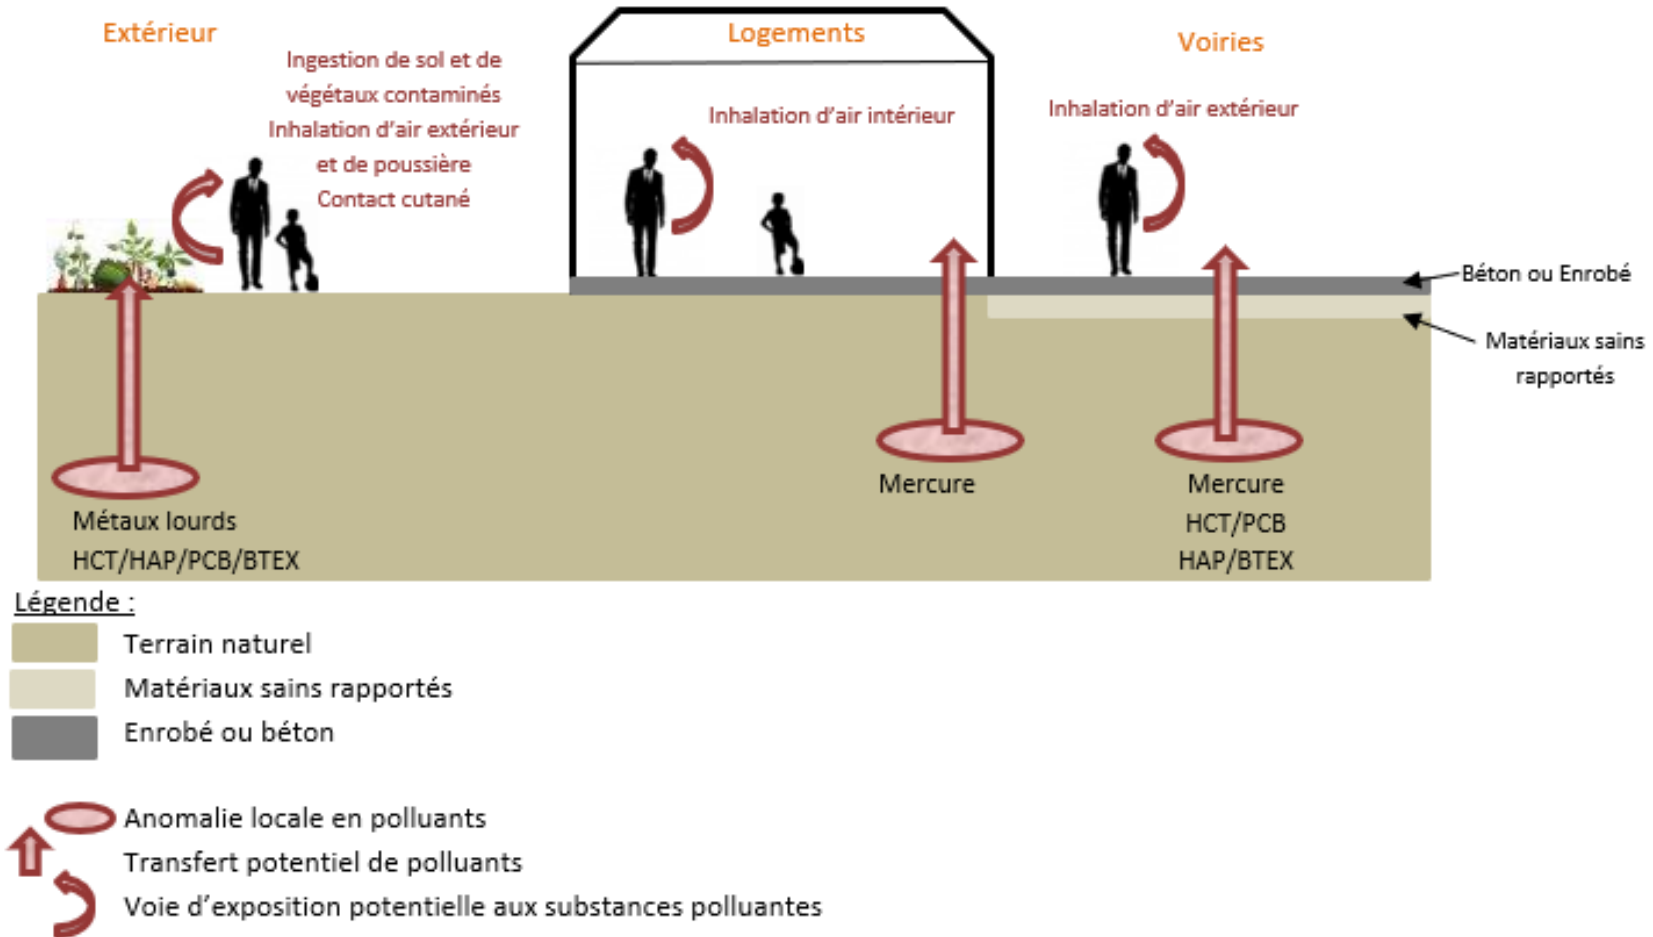 Extérieur
Ingestion de sol et de
végétaux contaminés
Inhalation d'air extérieur
et de poussière
Contact cutané
Logements
Inhalation d'air intérieur
Voiries
Inhalation d'air extérieur
Béton ou Enrobé
Matériaux sains
rapportés
Métaux lourds
HCT/HAP/PCB/BTEX
Mercure
Mercure
HCT/PCB
HAP/BTEX
Légende :
Terrain naturel
Matériaux sains rapportés
Enrobé ou béton
Anomalie locale en polluants
Transfert potentiel de polluants
Voie d'exposition potentielle aux substances polluantes